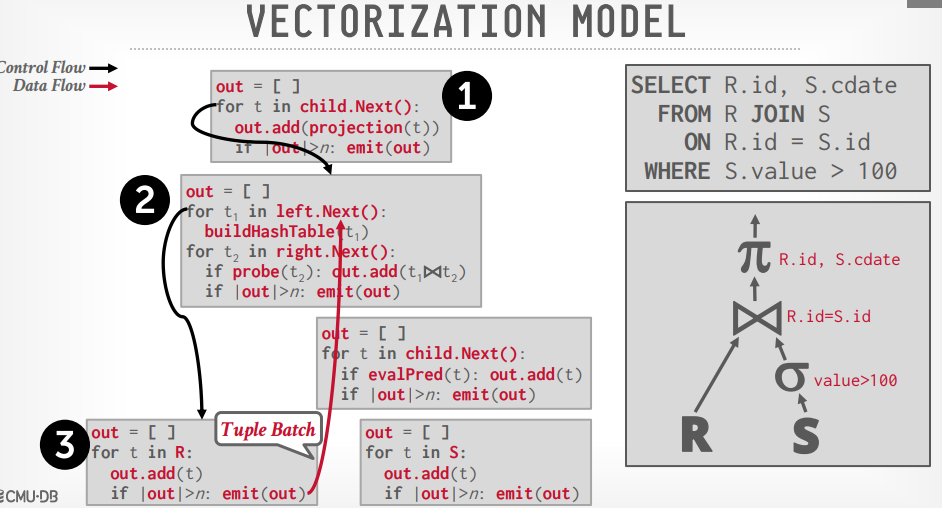 VECTORIZATION MODEL
Control Flow
Data Flow
1
out = [ ]
for t in child.Next():
out.add(projection(t))
if |out|>n: emit(out)
2
out = [ ]
for t₁ in left.Next():
buildHashTable(t₁)
for t₂ in right.Next():
if probe(t₂): out.add(t₁⋈t₂)
if |out|>n: emit(out)
out = [ ]
for t in child.Next():
if evalPred(t): out.add(t)
if |out|>n: emit(out)
3
out = [ ]
for t in R:
out.add(t)
if |out|>n: emit(out)
Tuple Batch
out = [ ]
for t in S:
out.add(t)
if |out|>n: emit(out)
SELECT R.id, S.cdate
FROM R JOIN S
ON R.id = S.id
WHERE S.value > 100
π R.id, S.cdate
⋈ R.id=S.id
σ value>100
R S
CMU·DB